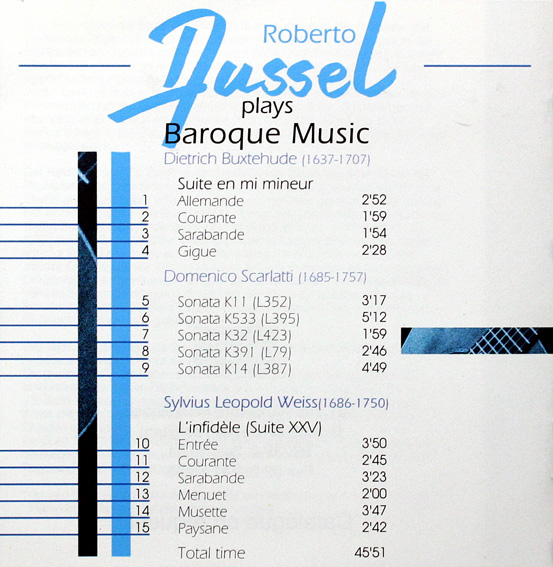 Roberto
Aussel
plays
Baroque Music
Dietrich Buxtehude (1637-1707)
Suite en mi mineur
1 Allemande 2'52
2 Courante 1'59
3 Sarabande 1'54
4 Gigue 2'28
Domenico Scarlatti (1685-1757)
5 Sonata K11 (L352) 3'17
6 Sonata K533 (L395) 5'12
7 Sonata K32 (L423) 1'59
8 Sonata K391 (L79) 2'46
9 Sonata K14 (L387) 4'49
Sylvius Leopold Weiss(1686-1750)
L'infidèle (Suite XXV)
10 Entrée 3'50
11 Courante 2'45
12 Sarabande 3'23
13 Menuet 2'00
14 Musette 3'47
15 Paysane 2'42
Total time 45'51